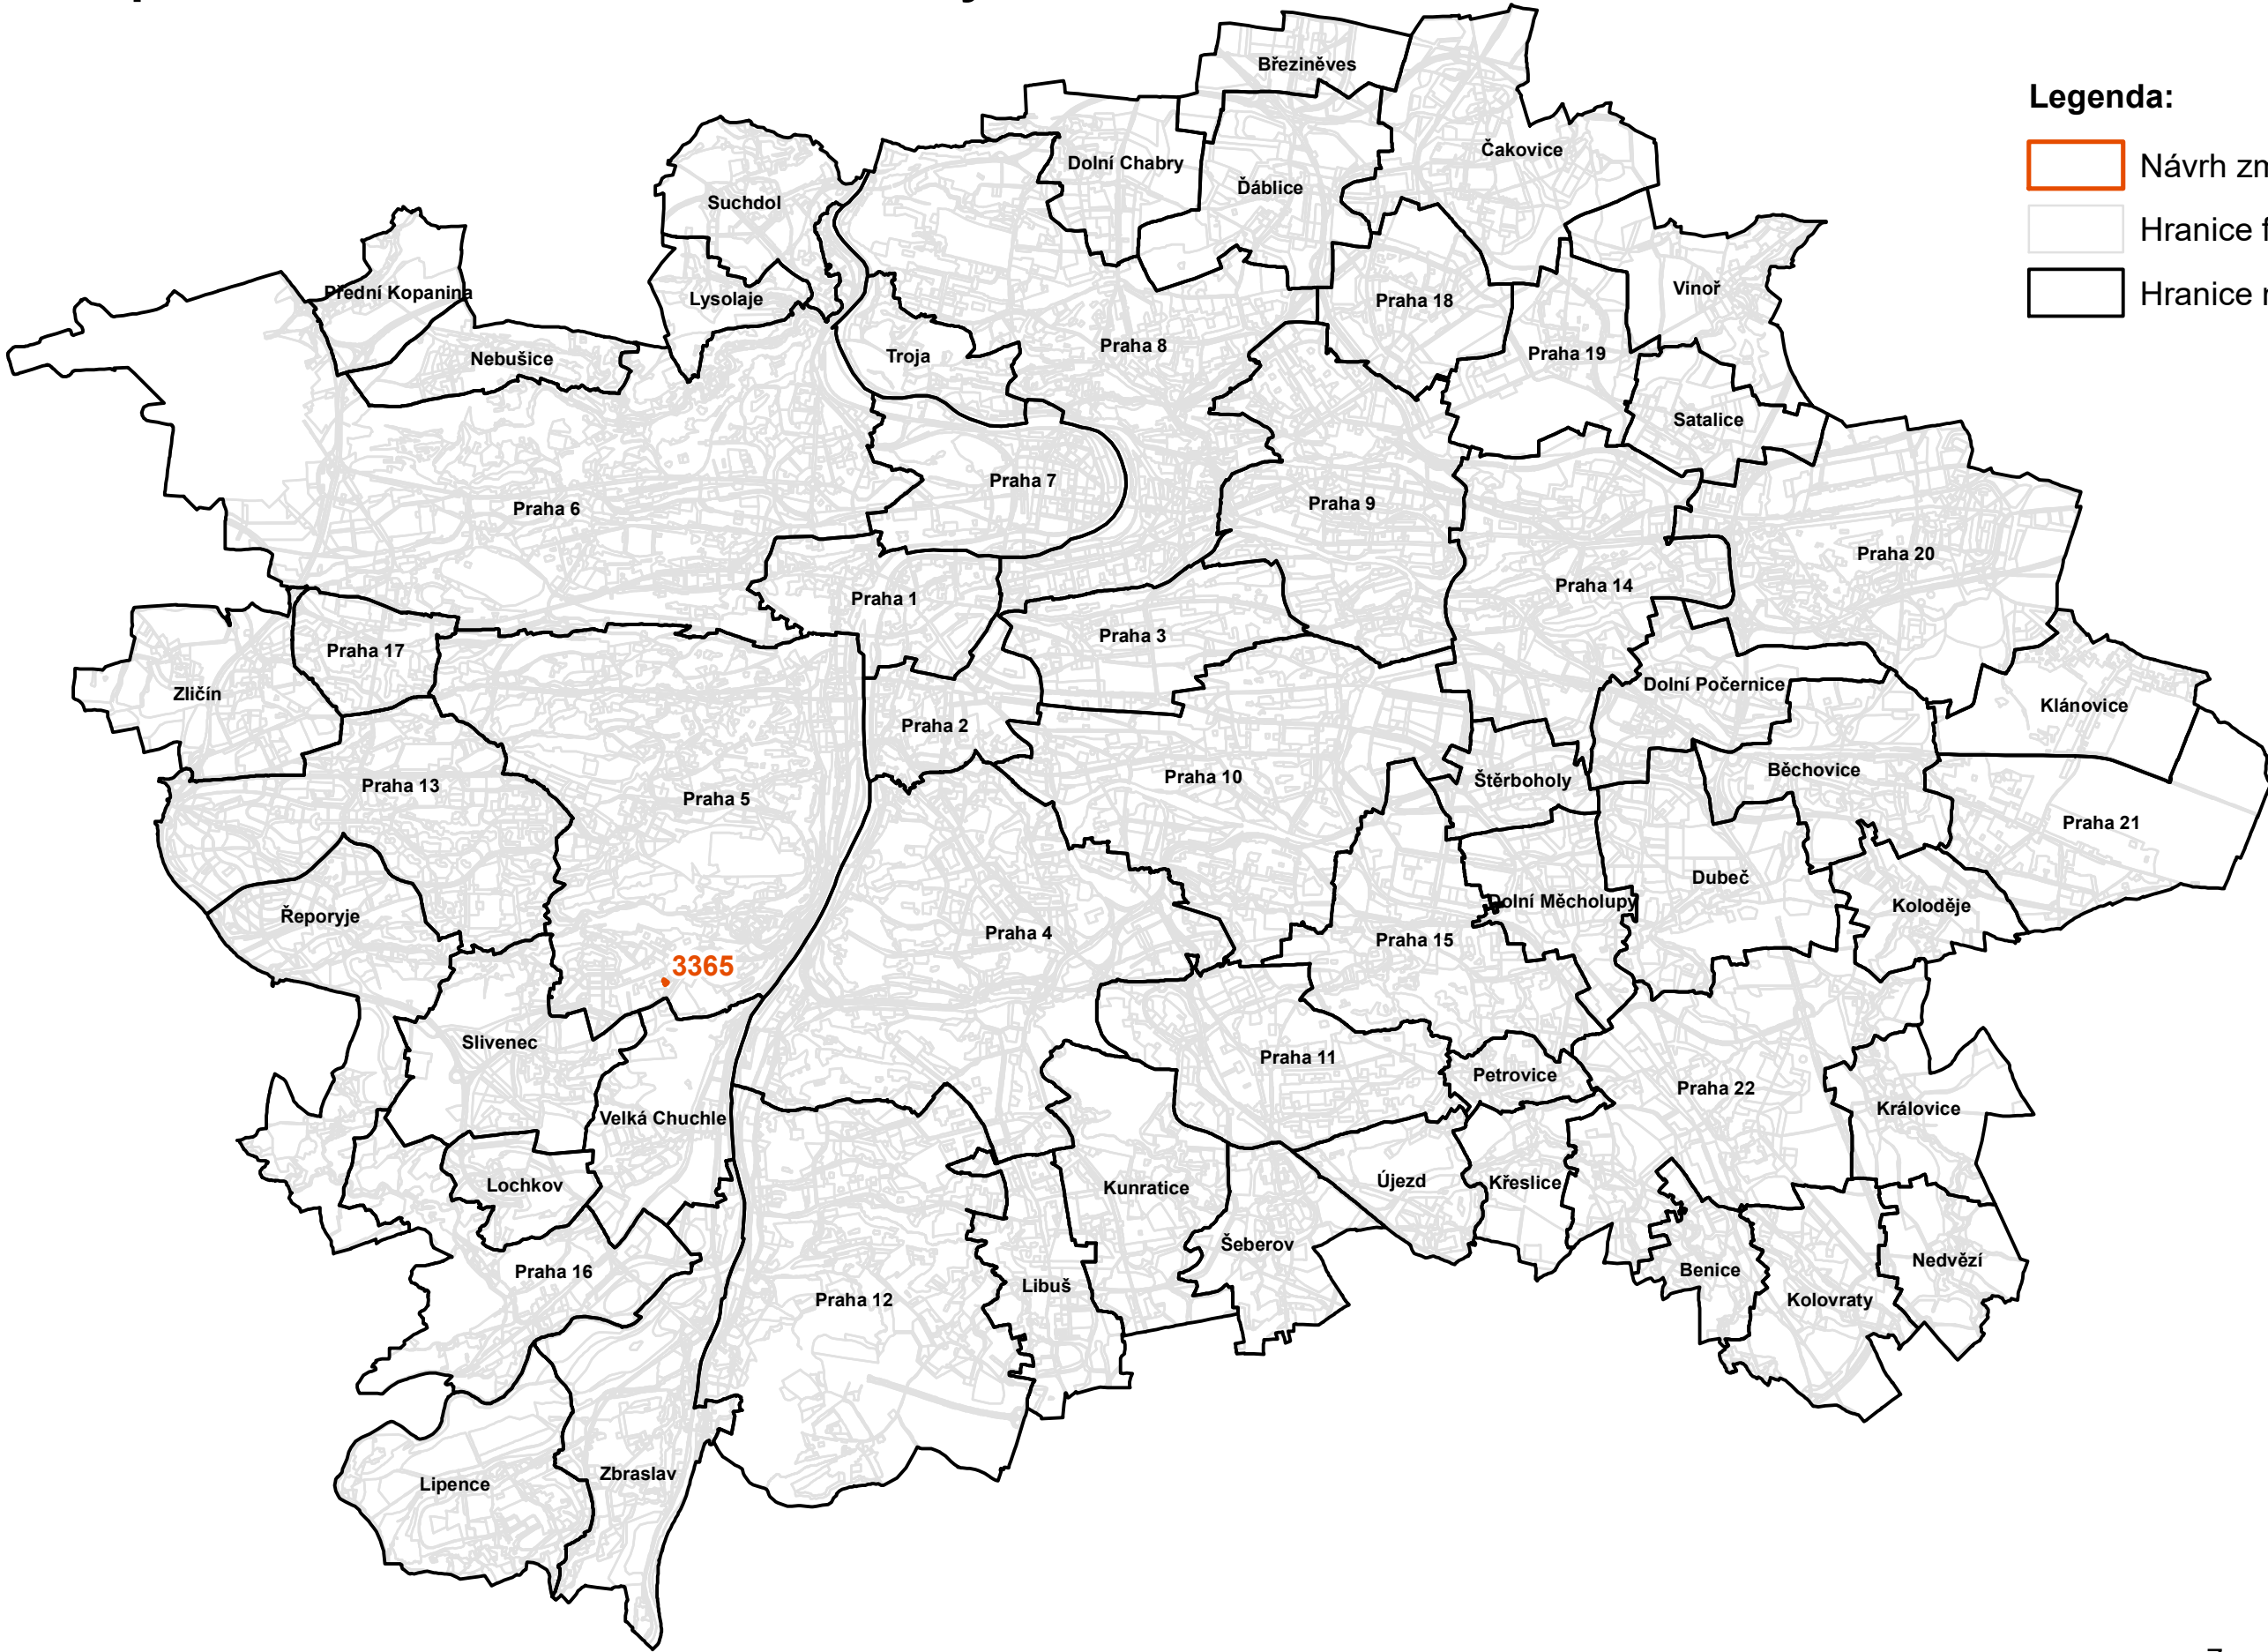 Legenda:
Návrh
Hranice
Hranice
Březiněves
Čakovice
Dolní Chabry
Ďáblice
Suchdol
Přední Kopanina
Lysolaje
Vinoř
Praha 18
Nebušice
Troja
Praha 8
Praha 19
Satalice
Praha 7
Praha 6
Praha 9
Praha 20
Praha 14
Praha 1
Praha 3
Praha 17
Zličín
Dolní Počernice
Klánovice
Praha 2
Praha 13
Praha 5
Praha 10
Štěrboholy
Běchovice
Praha 21
Dubeč
Dolní Měcholupy
Koloděje
Řeporyje
Praha 4
Praha 15
3365
Slivenec
Praha 11
Petrovice
Praha 22
Královice
Velká Chuchle
Lochkov
Kunratice
Újezd
Křeslice
Šeberov
Praha 16
Libuš
Benice
Nedvězí
Praha 12
Kolovraty
Zbraslav
Lipence